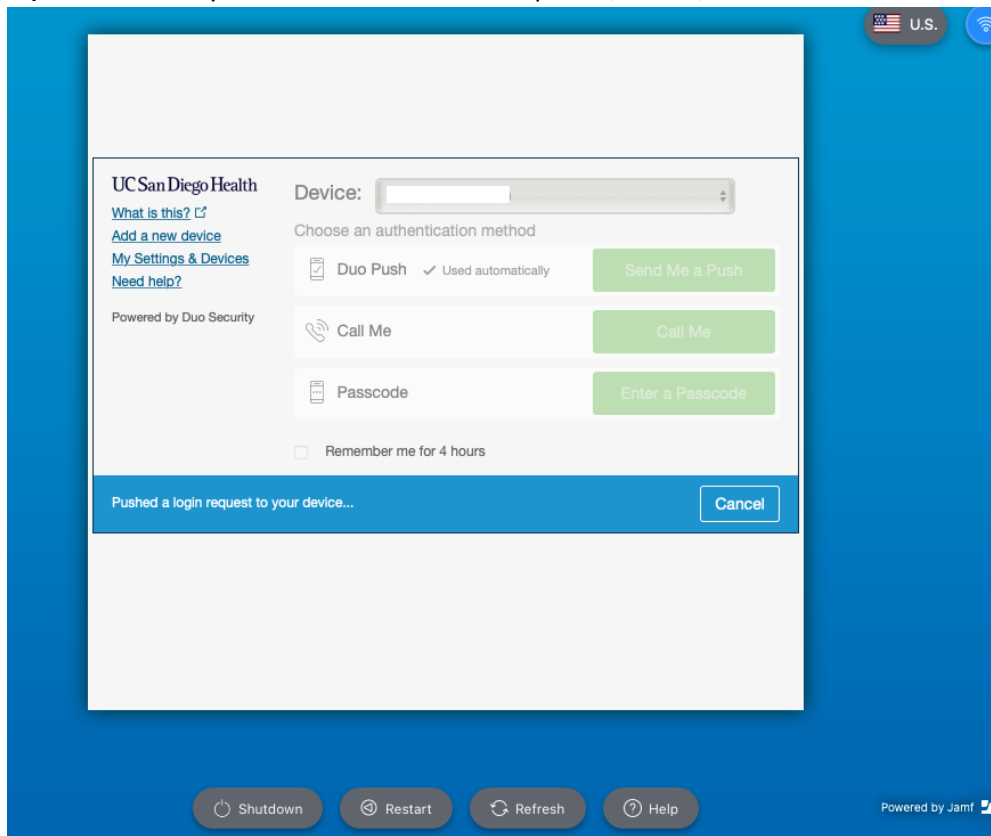 U.S.
UC San Diego Health
What is this?
Add a new device
My Settings & Devices
Need help?
Powered by Duo Security
Device:
Choose an authentication method
Duo Push ✓ Used automatically Send Me a Push
Call Me Call Me
Passcode Enter a Passcode
Remember me for 4 hours
Pushed a login request to your device... Cancel
Shutdown Restart Refresh Help
Powered by Jamf